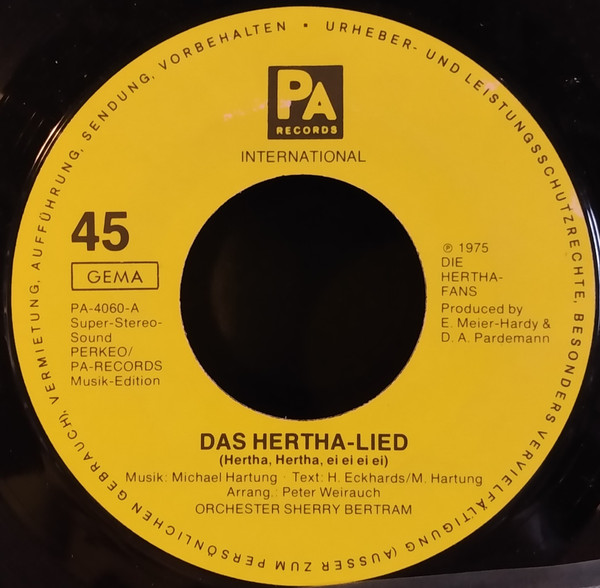 URHEBER- UND LEISTUNGSSCHUTZRECHTE, BESONDERS VERVIELFÄLTIGUNG (AUSSER ZUM PERSÖNLICHEN GEBRAUCH), VERMIETUNG, AUFFÜHRUNG, SENDUNG, VORBEHALTEN •
PA
RECORDS
INTERNATIONAL
45
GEMA
PA-4060-A
Super-Stereo-
Sound
PERKEO/
PA-RECORDS
Musik-Edition
℗ 1975
DIE
HERTHA-
FANS
Produced by
E. Meier-Hardy &
D. A. Pardemann
DAS HERTHA-LIED
(Hertha, Hertha, ei ei ei ei)
Musik: Michael Hartung · Text: H. Eckhards/M. Hartung
Arrang.: Peter Weirauch
ORCHESTER SHERRY BERTRAM